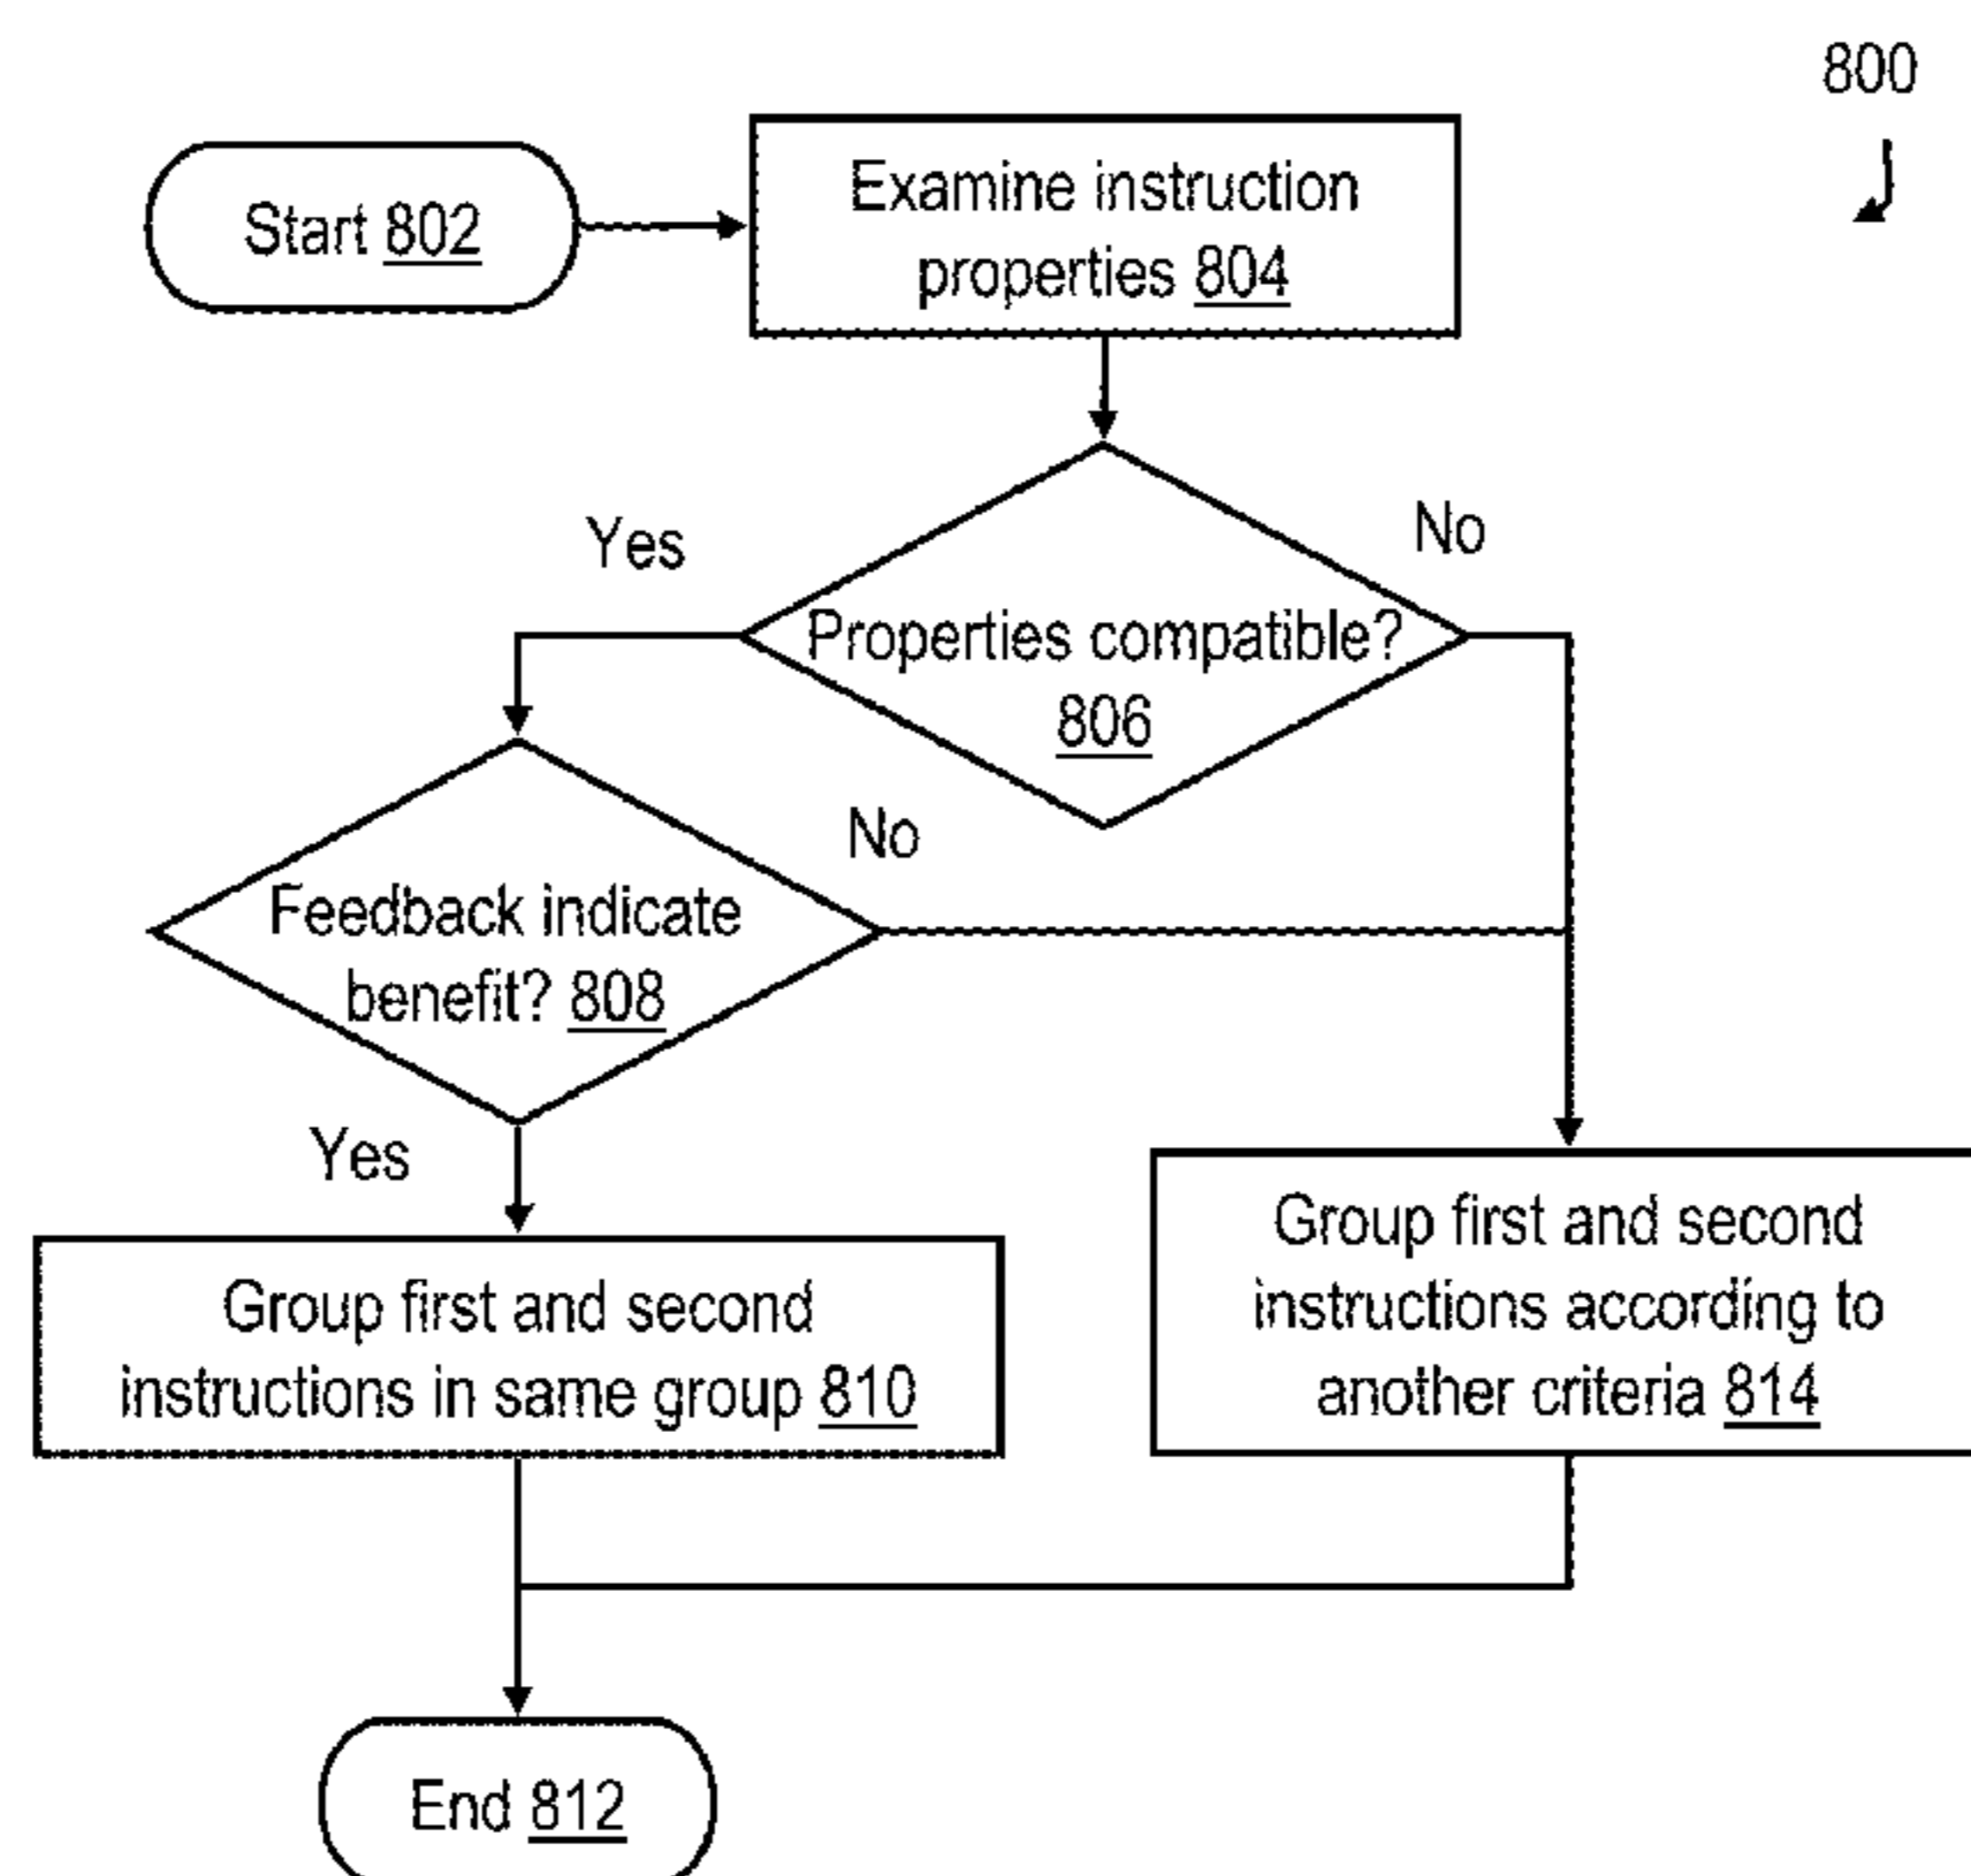 800
Start 802
Examine instruction
properties 804
Yes
No
Properties compatible?
806
No
Feedback indicate
benefit? 808
Yes
Group first and second
instructions in same group 810
Group first and second
instructions according to
another criteria 814
End 812